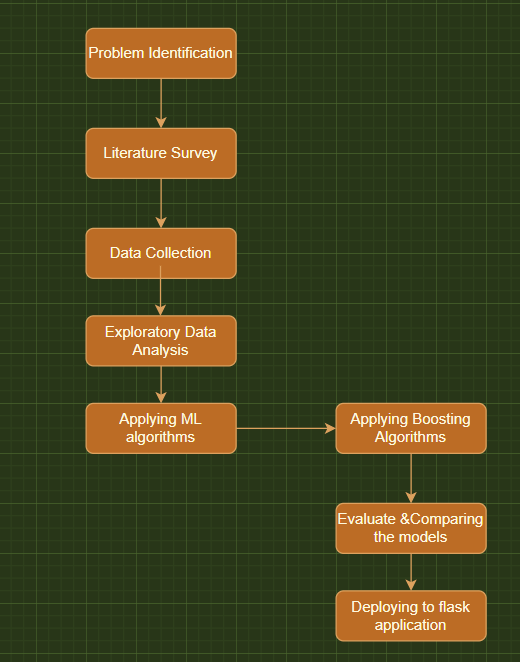 Problem Identification
Literature Survey
Data Collection
Exploratory Data
Analysis
Applying ML
algorithms
Applying Boosting
Algorithms
Evaluate &Comparing
the models
Deploying to flask
application